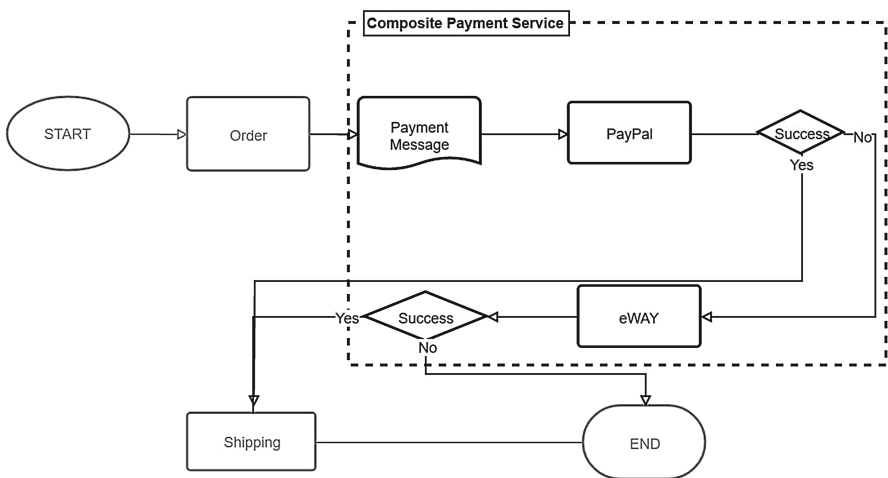 Composite Payment Service
START
Order
Payment
Message
PayPal
Success
No
Yes
eWAY
Success
Yes
No
Shipping
END